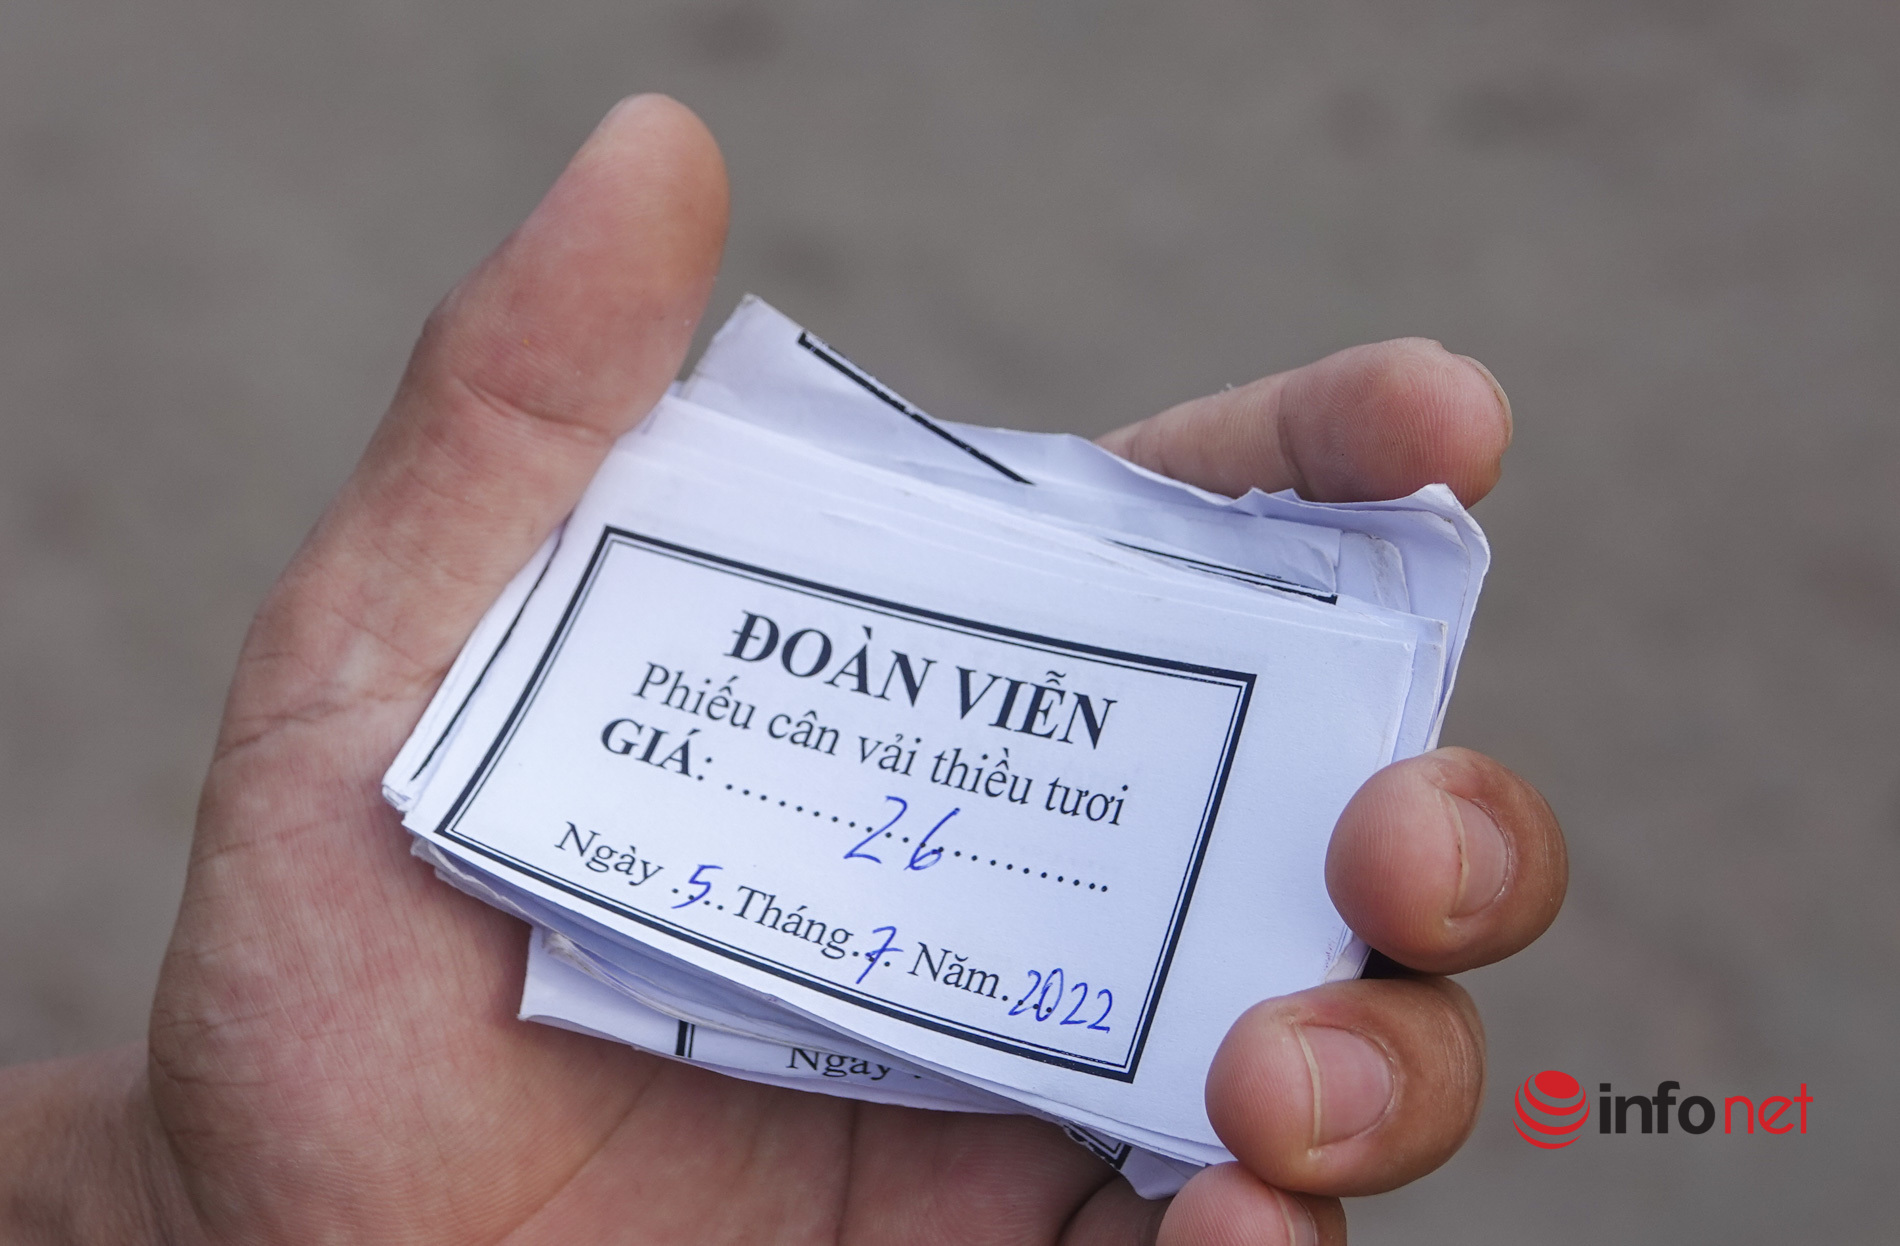 ĐOÀN VIỄN
Phiếu cân vải thiều tươi
GIÁ: ..........26..............
Ngày .5... Tháng.7.. Năm....2022
Ngày
infonet